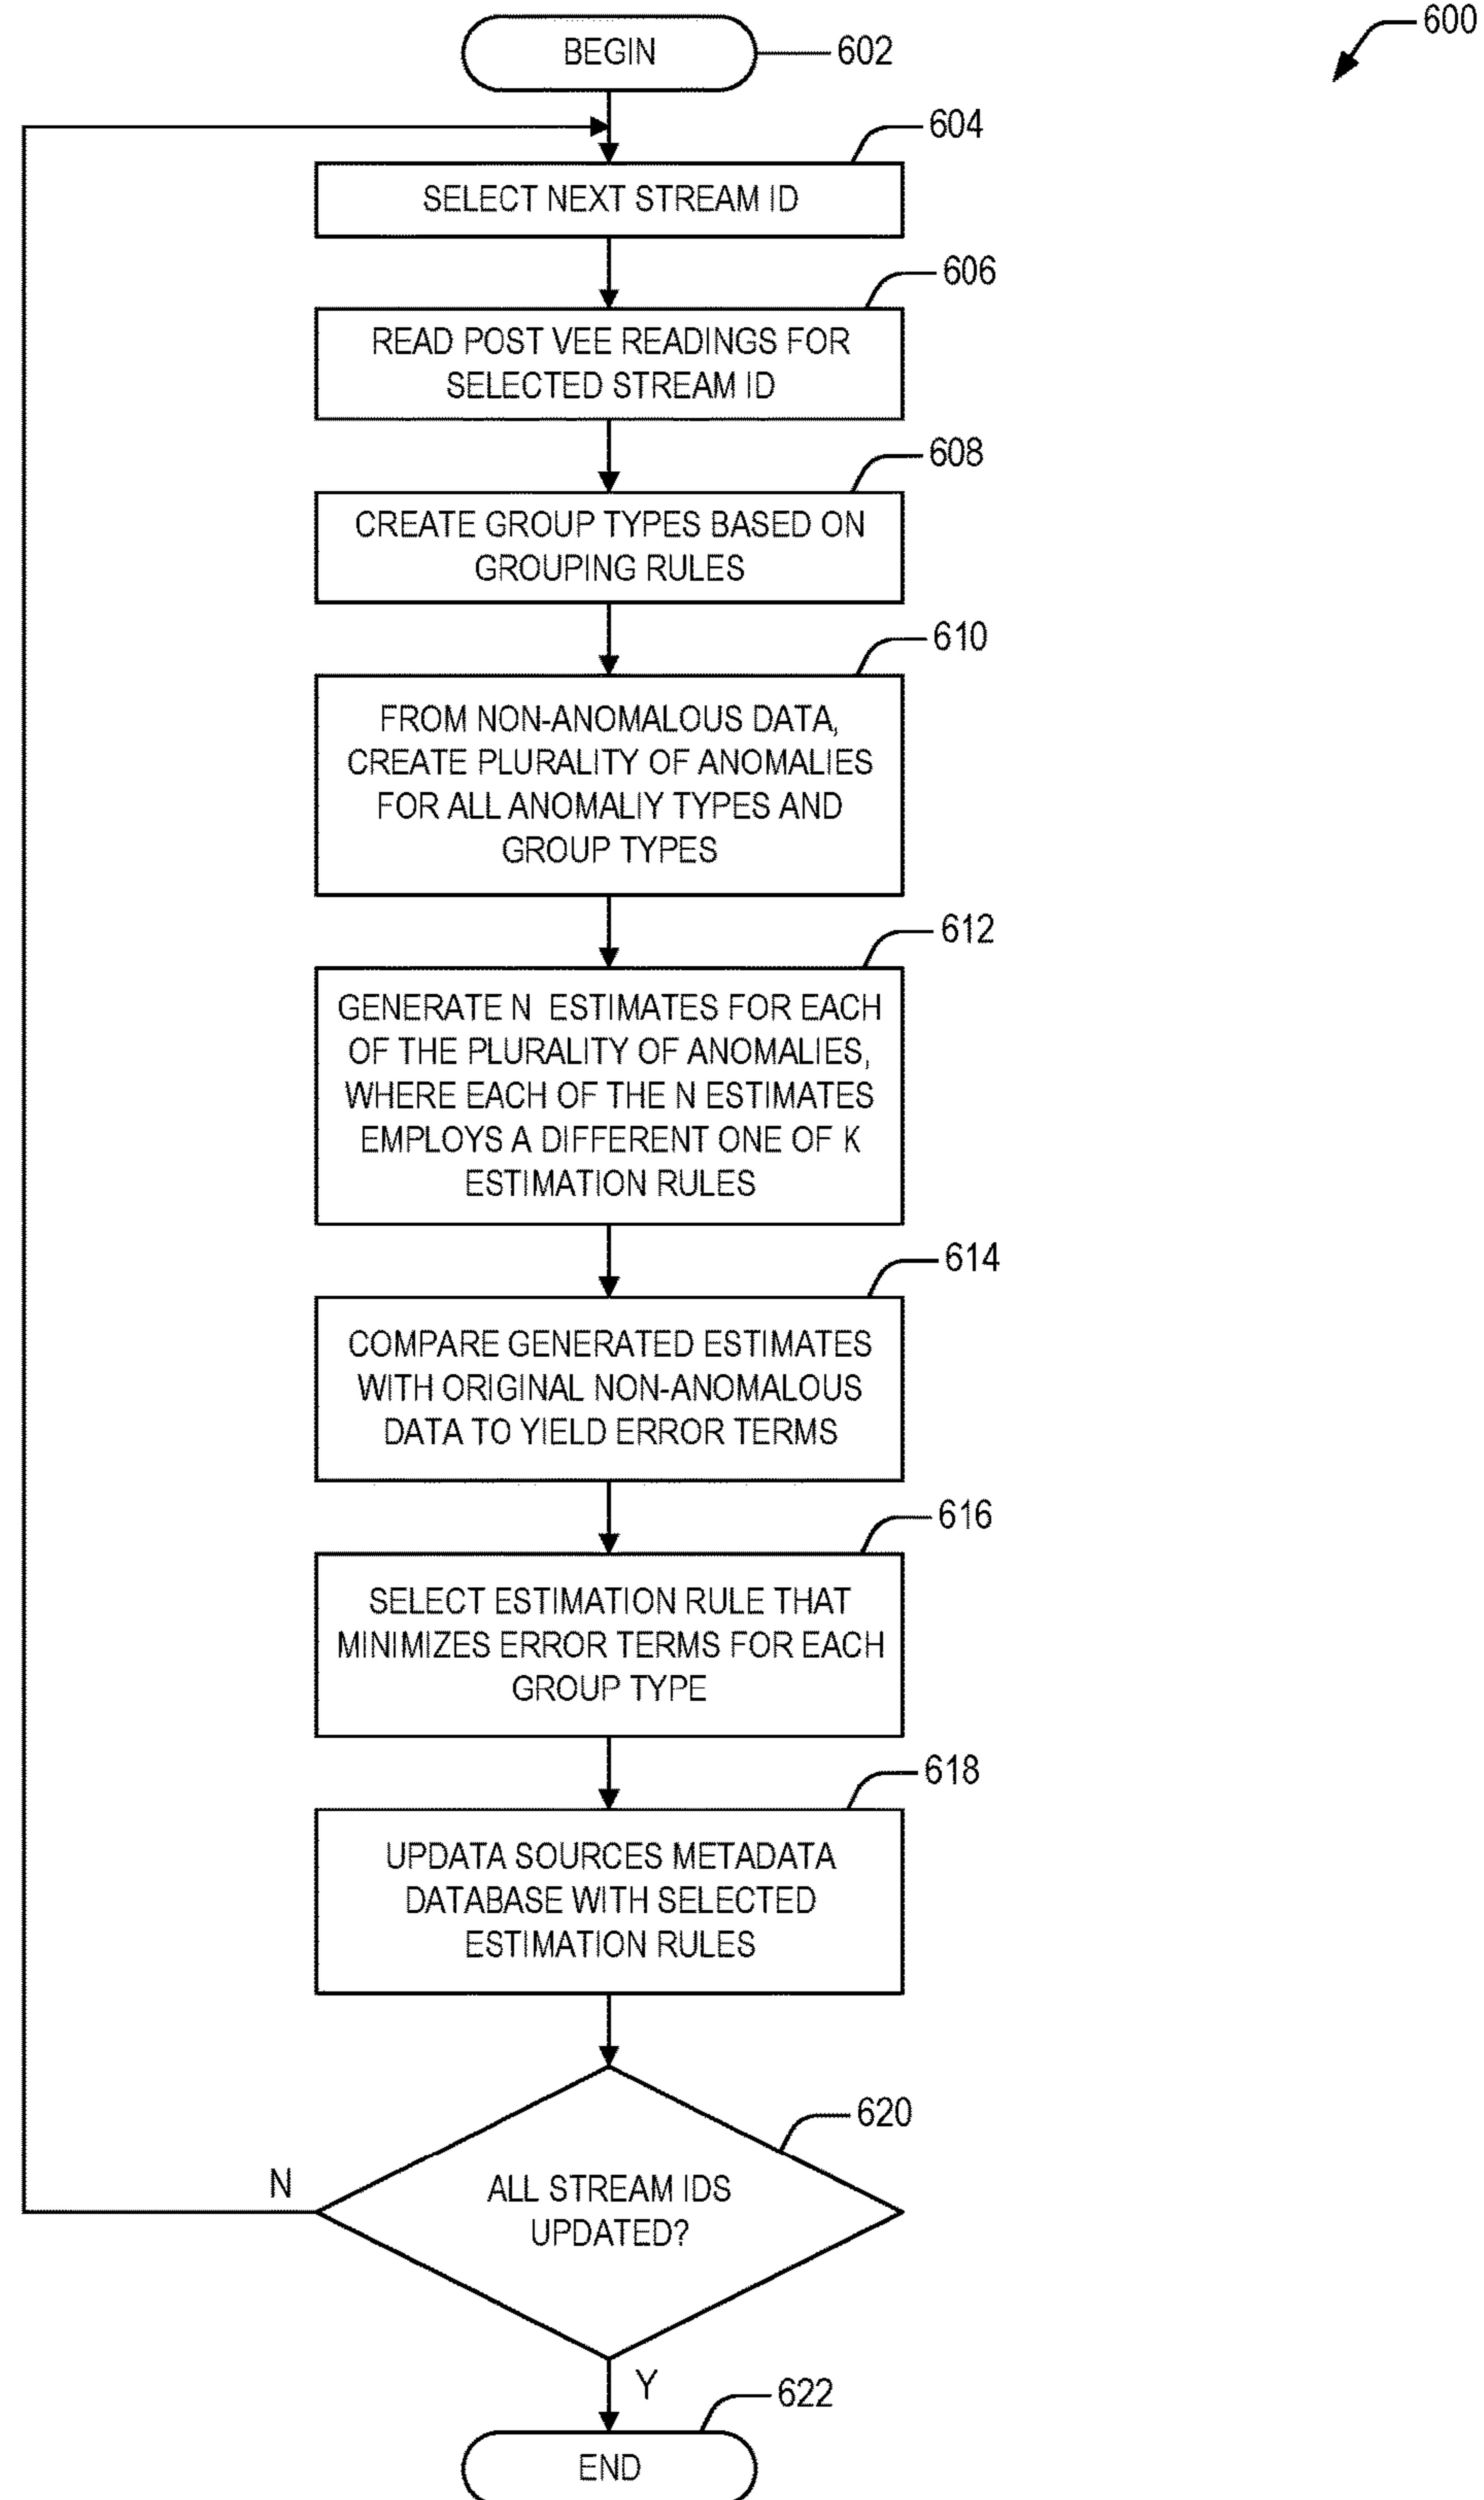 600
BEGIN
602
604
SELECT NEXT STREAM ID
606
READ POST VEE READINGS FOR
SELECTED STREAM ID
608
CREATE GROUP TYPES BASED ON
GROUPING RULES
610
FROM NON-ANOMALOUS DATA,
CREATE PLURALITY OF ANOMALIES
FOR ALL ANOMALIY TYPES AND
GROUP TYPES
612
GENERATE N ESTIMATES FOR EACH
OF THE PLURALITY OF ANOMALIES,
WHERE EACH OF THE N ESTIMATES
EMPLOYS A DIFFERENT ONE OF K
ESTIMATION RULES
614
COMPARE GENERATED ESTIMATES
WITH ORIGINAL NON-ANOMALOUS
DATA TO YIELD ERROR TERMS
616
SELECT ESTIMATION RULE THAT
MINIMIZES ERROR TERMS FOR EACH
GROUP TYPE
618
UPDATA SOURCES METADATA
DATABASE WITH SELECTED
ESTIMATION RULES
620
N
ALL STREAM IDS
UPDATED?
Y
622
END